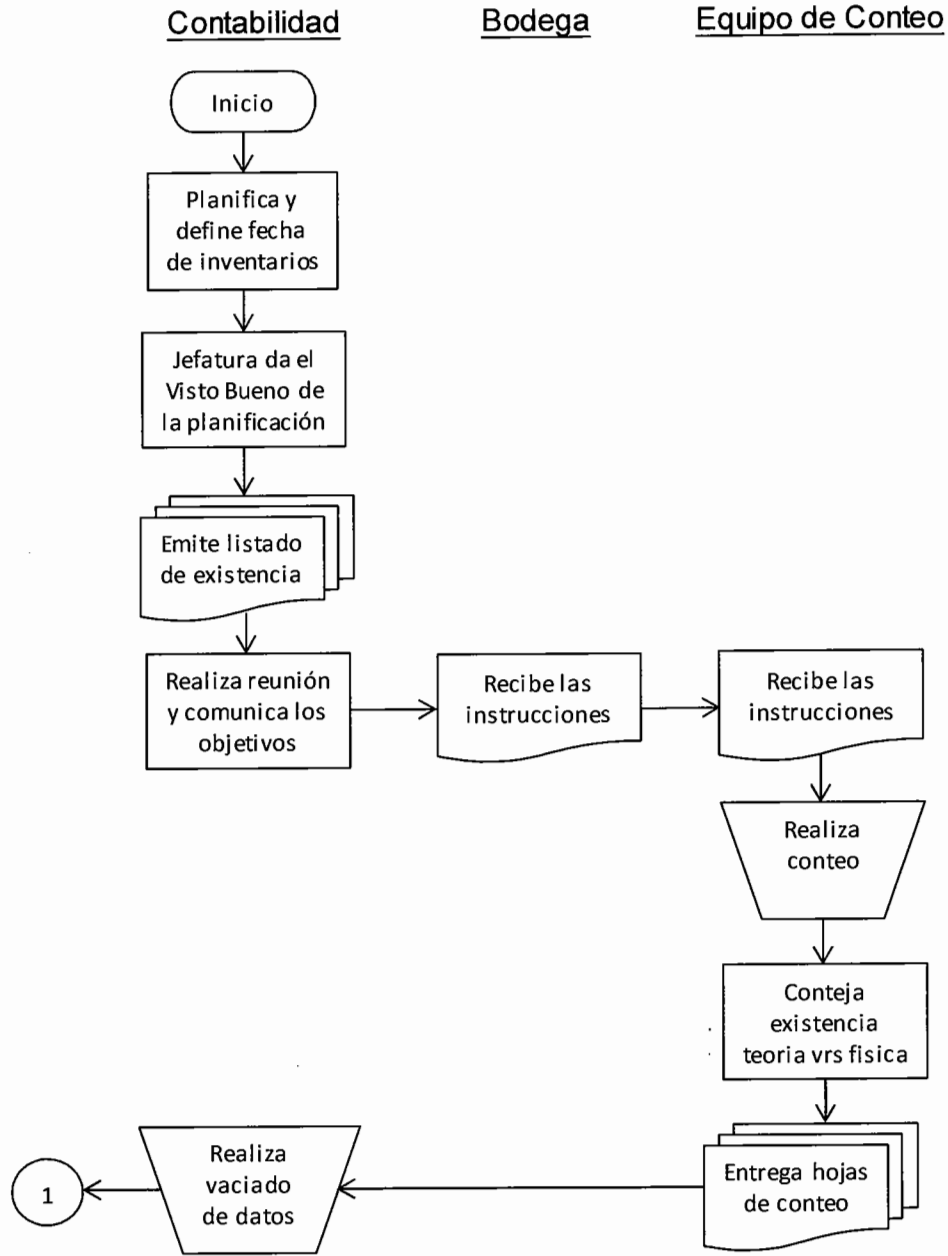 Contabilidad
Bodega
Equipo de Conteo
Inicio
Planifica y
define fecha
de inventarios
Jefatura da el
Visto Bueno de
la planificación
Emite listado
de existencia
Realiza reunión
y comunica los
objetivos
Recibe las
instrucciones
Recibe las
instrucciones
Realiza
conteo
Conteja
existencia
teoria vrs fisica
Entrega hojas
de conteo
Realiza
vaciado
de datos
1